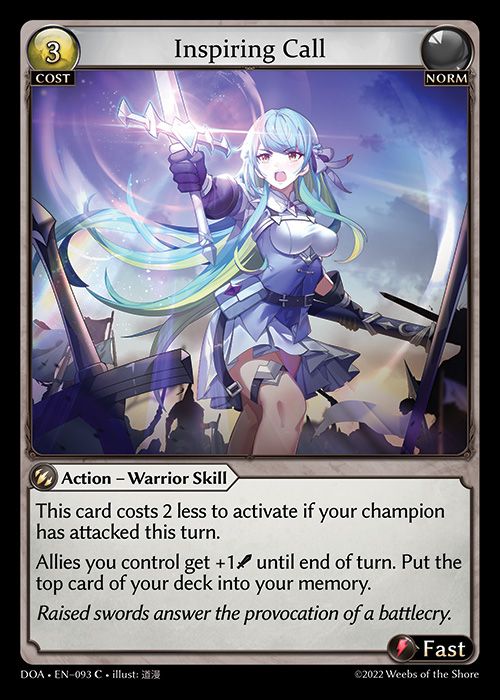 3
Inspiring Call
COST
NORM
Action – Warrior Skill
This card costs 2 less to activate if your champion
has attacked this turn.
Allies you control get +1 until end of turn. Put the
top card of your deck into your memory.
Raised swords answer the provocation of a battlecry.
Fast
DOA • EN–093 C • illust: 道漫
©2022 Weebs of the Shore